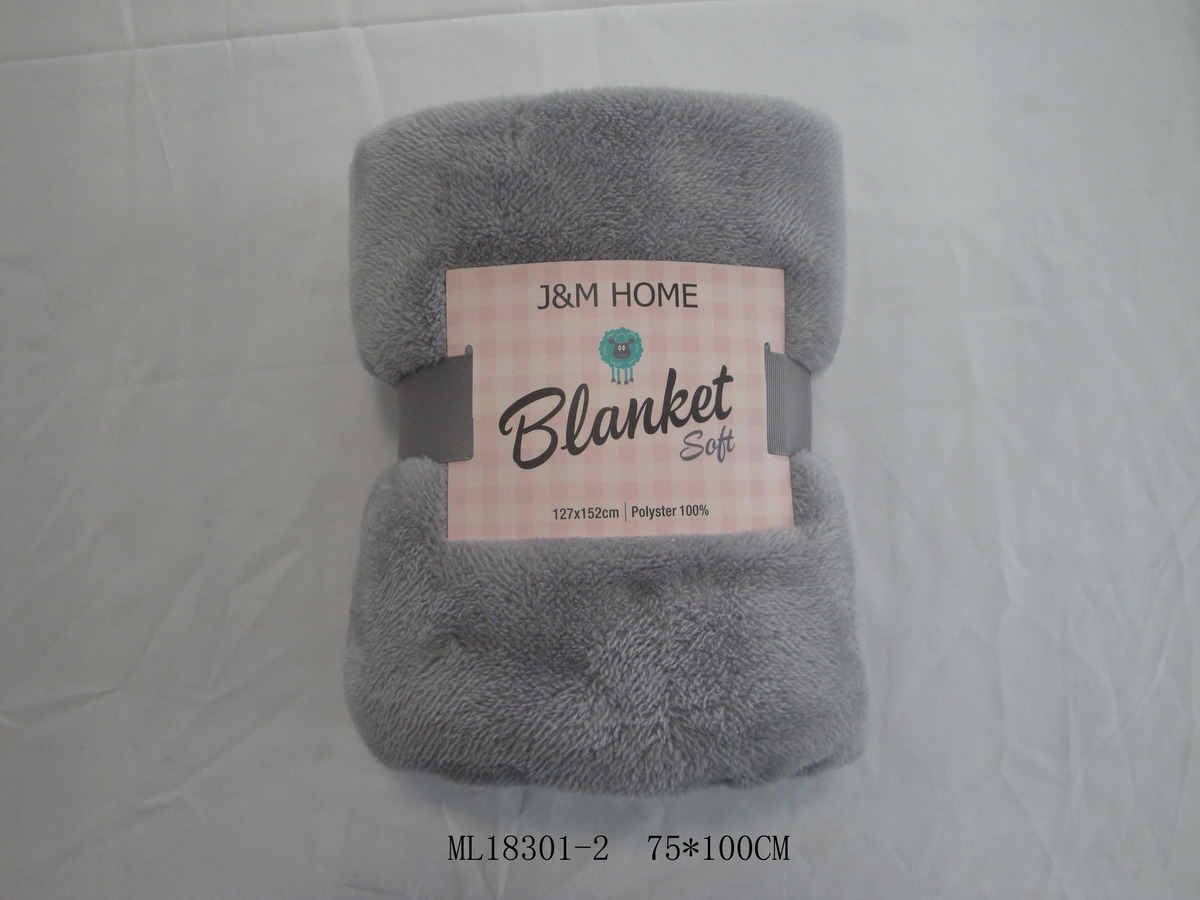 J&M HOME
Blanket
Soft
127x152cm | Polyster 100%
ML18301-2 75*100CM